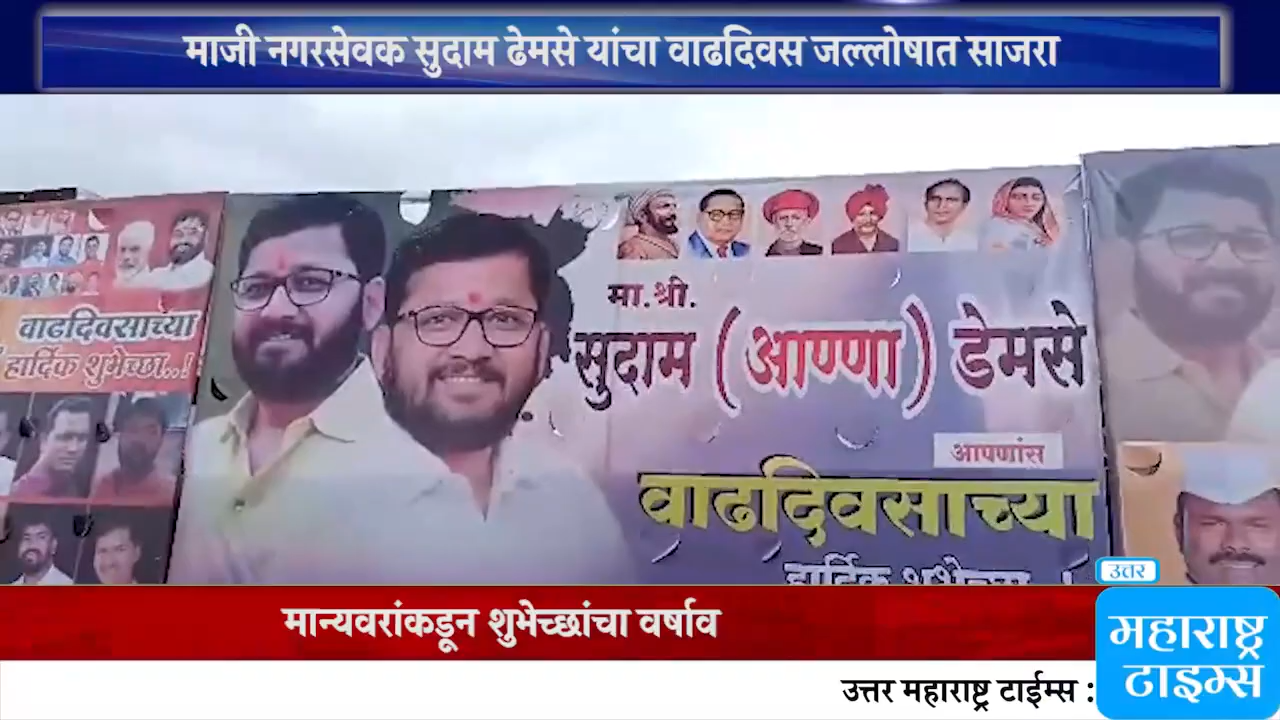 माजी नगरसेवक सुदाम ढेमसे यांचा वाढदिवस जल्लोषात साजरा
मा. श्री.
सुदाम (आण्णा) डेमसे
आपणांस
वाढदिवसाच्या
हार्दिक शुभेच्छा..!
वाढदिवसाच्या
हार्दिक शुभेच्छा...!
उत्तर
महाराष्ट्र
टाइम्स
मान्यवरांकडून शुभेच्छांचा वर्षाव
उत्तर महाराष्ट्र टाईम्स :